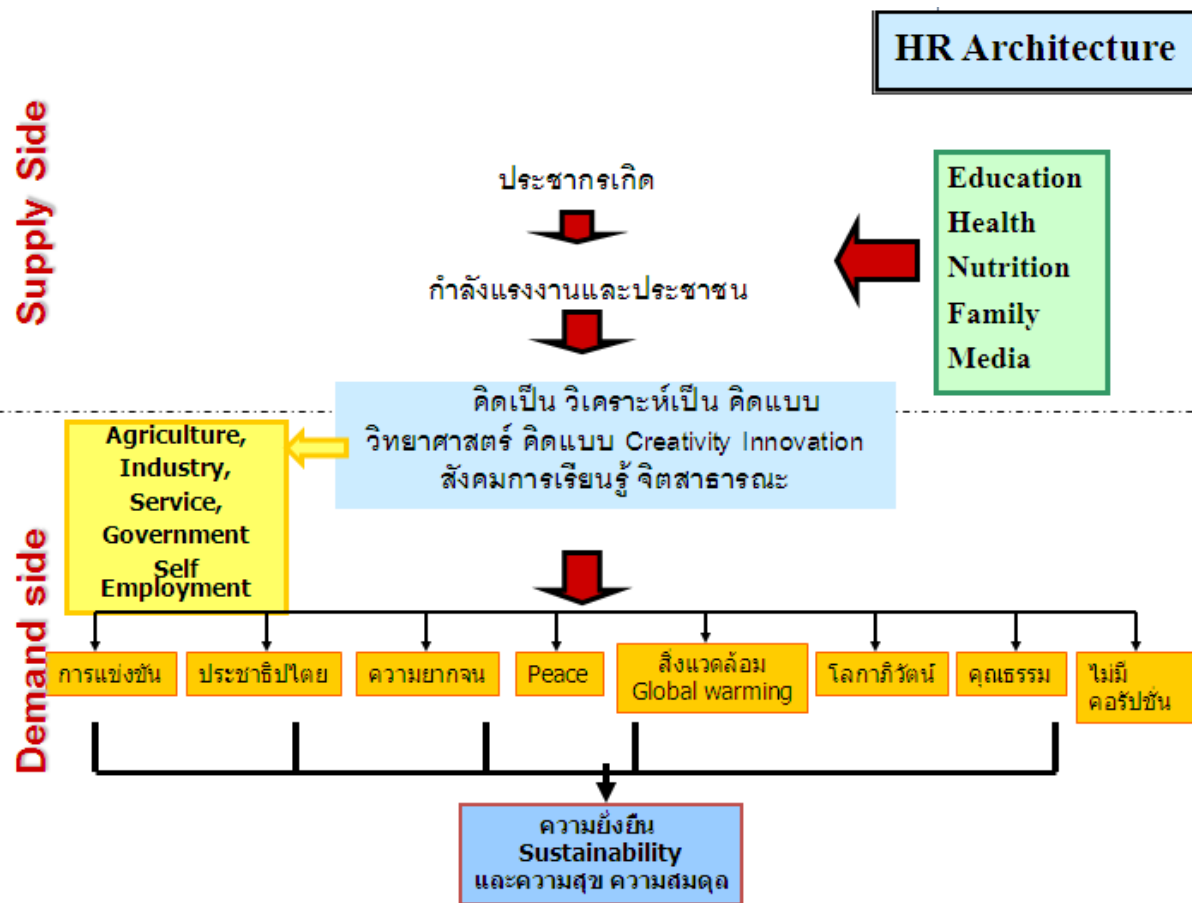 HR Architecture
Supply Side
ประชากรเกิด
กำลังแรงงานและประชาชน
Education
Health
Nutrition
Family
Media
คิดเป็น วิเคราะห์เป็น คิดแบบ
วิทยาศาสตร์ คิดแบบ Creativity Innovation
สังคมการเรียนรู้ จิตสาธารณะ
Agriculture,
Industry,
Service,
Government
Self
Employment
Demand side
การแข่งขัน
ประชาธิปไตย
ความยากจน
Peace
สิ่งแวดล้อม
Global warming
โลกาภิวัตน์
คุณธรรม
ไม่มี
คอรัปชั่น
ความยั่งยืน
Sustainability
และความสุข ความสมดุล